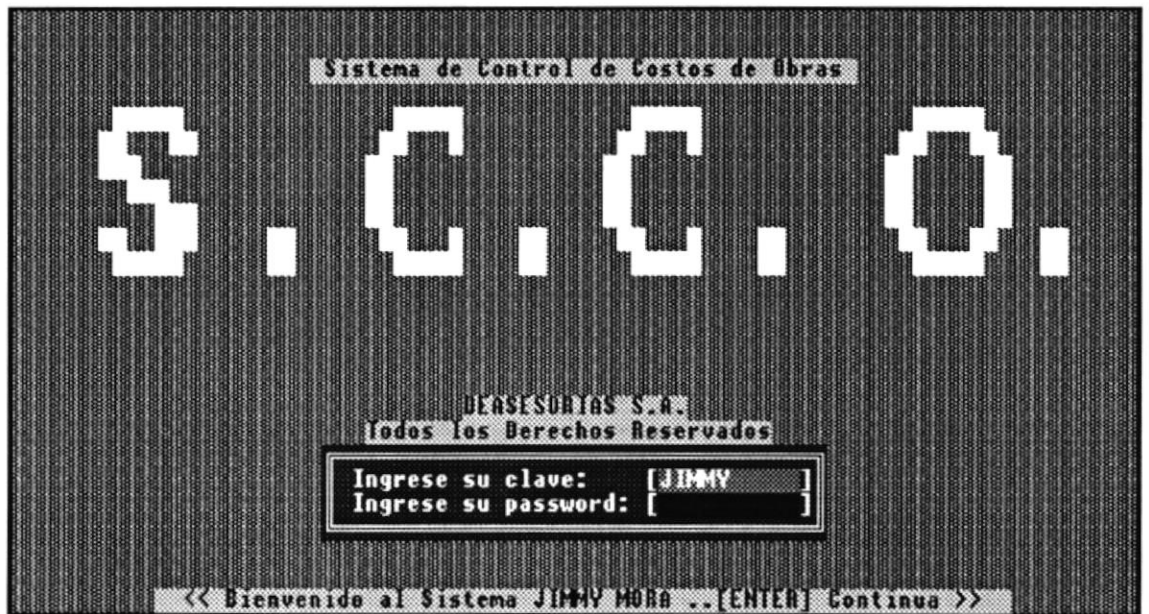 Sistema de Control de Costos de Obras
S.C.C.O.
DEASESORIAS S.A.
Todos los Derechos Reservados
Ingrese su clave: [JIMMY ]
Ingrese su password: [ ]
<< Bienvenido al Sistema JIMMY MORA ..[ENTER] Continua >>